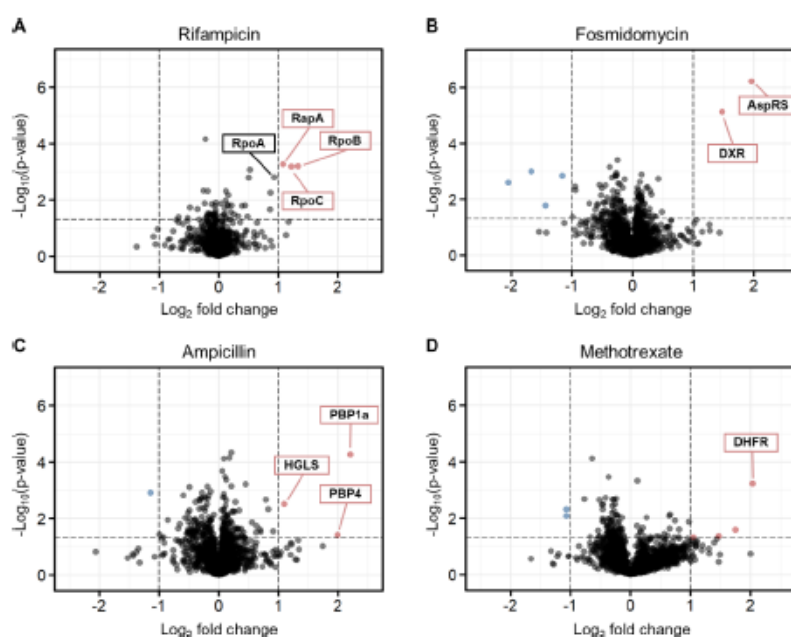 A
Rifampicin
-Log10(p-value)
6
4
2
0
RapA
RpoA
RpoB
RpoC
-2
-1
0
1
2
Log2 fold change
B
Fosmidomycin
-Log10(p-value)
6
4
2
0
AspRS
DXR
-2
-1
0
1
2
Log2 fold change
C
Ampicillin
-Log10(p-value)
6
4
2
0
PBP1a
HGLS
PBP4
-2
-1
0
1
2
Log2 fold change
D
Methotrexate
-Log10(p-value)
6
4
2
0
DHFR
-2
-1
0
1
2
Log2 fold change